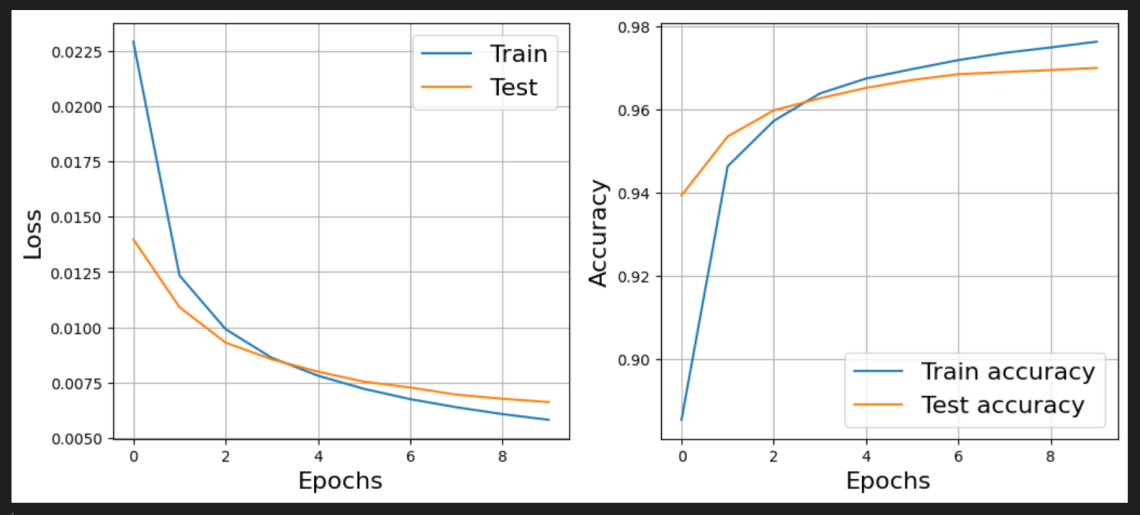 0.0225
0.0200
0.0175
0.0150
0.0125
0.0100
0.0075
0.0050
Loss
0 2 4 6 8
Epochs
Train
Test
0.98
0.96
0.94
0.92
0.90
Accuracy
0 2 4 6 8
Epochs
Train accuracy
Test accuracy